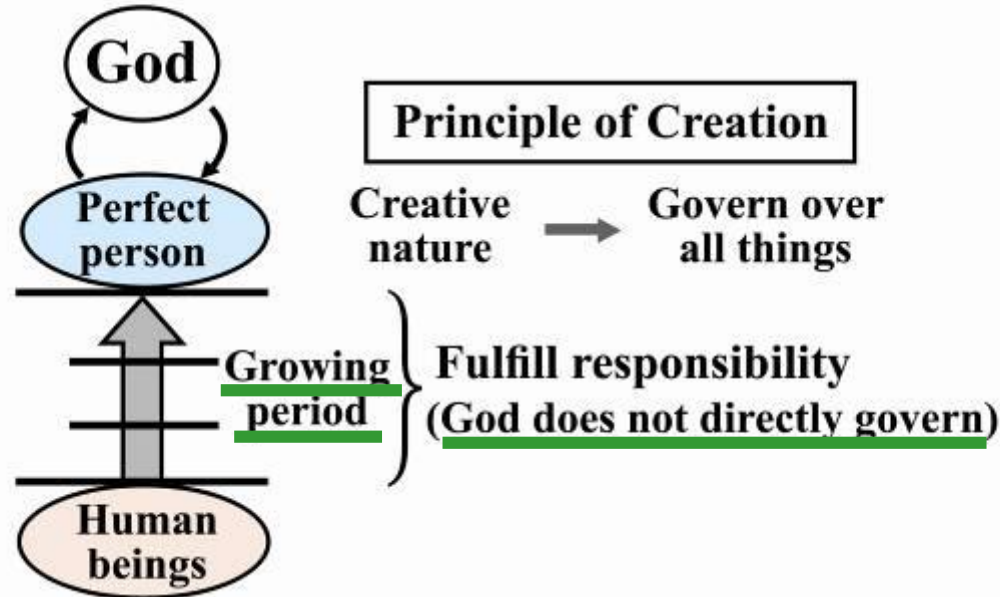 God
Principle of Creation
Perfect
person
Creative
nature
Govern over
all things
Growing
period
Fulfill responsibility
(God does not directly govern)
Human
beings